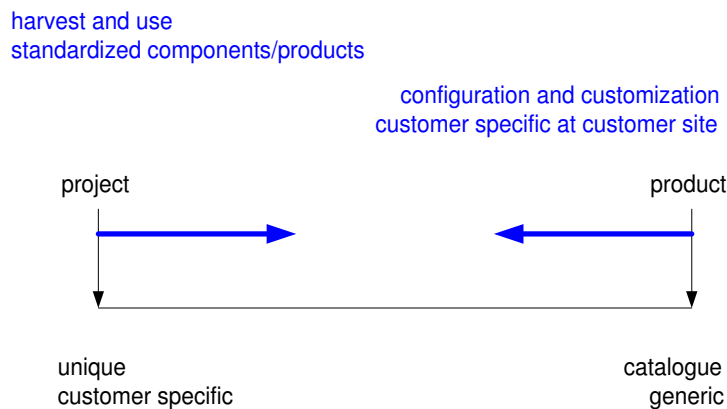 harvest and use
standardized components/products
configuration and customization
customer specific at customer site
project
product
unique
customer specific
catalogue
generic